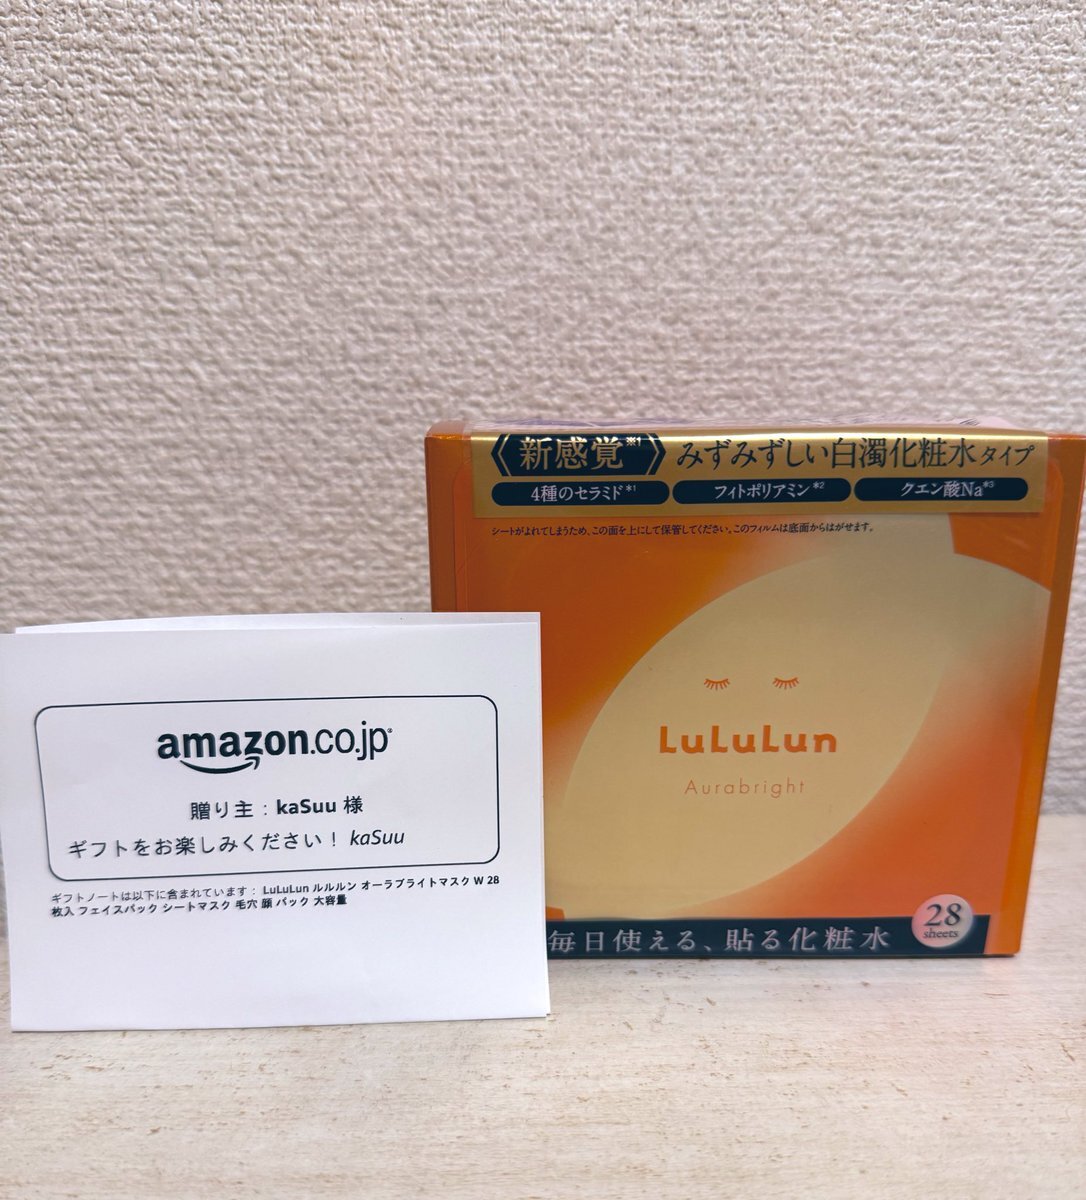 amazon.co.jp
贈り主：kaSuu 様
ギフトをお楽しみください！ kaSuu
ギフトノートは以下に含まれています： LuLuLun ルルルン オーラブライトマスク W 28
枚入 フェイスパック シートマスク 毛穴 顔 パック 大容量
新感覚※1 みずみずしい白濁化粧水タイプ
4種のセラミド*1 フィトポリアミン*2 クエン酸Na*3
シートがよれてしまうため、この面を上にして保管してください。このフィルムは底面からはがせます。
LuLuLun
Aurabright
28
sheets
毎日使える、貼る化粧水